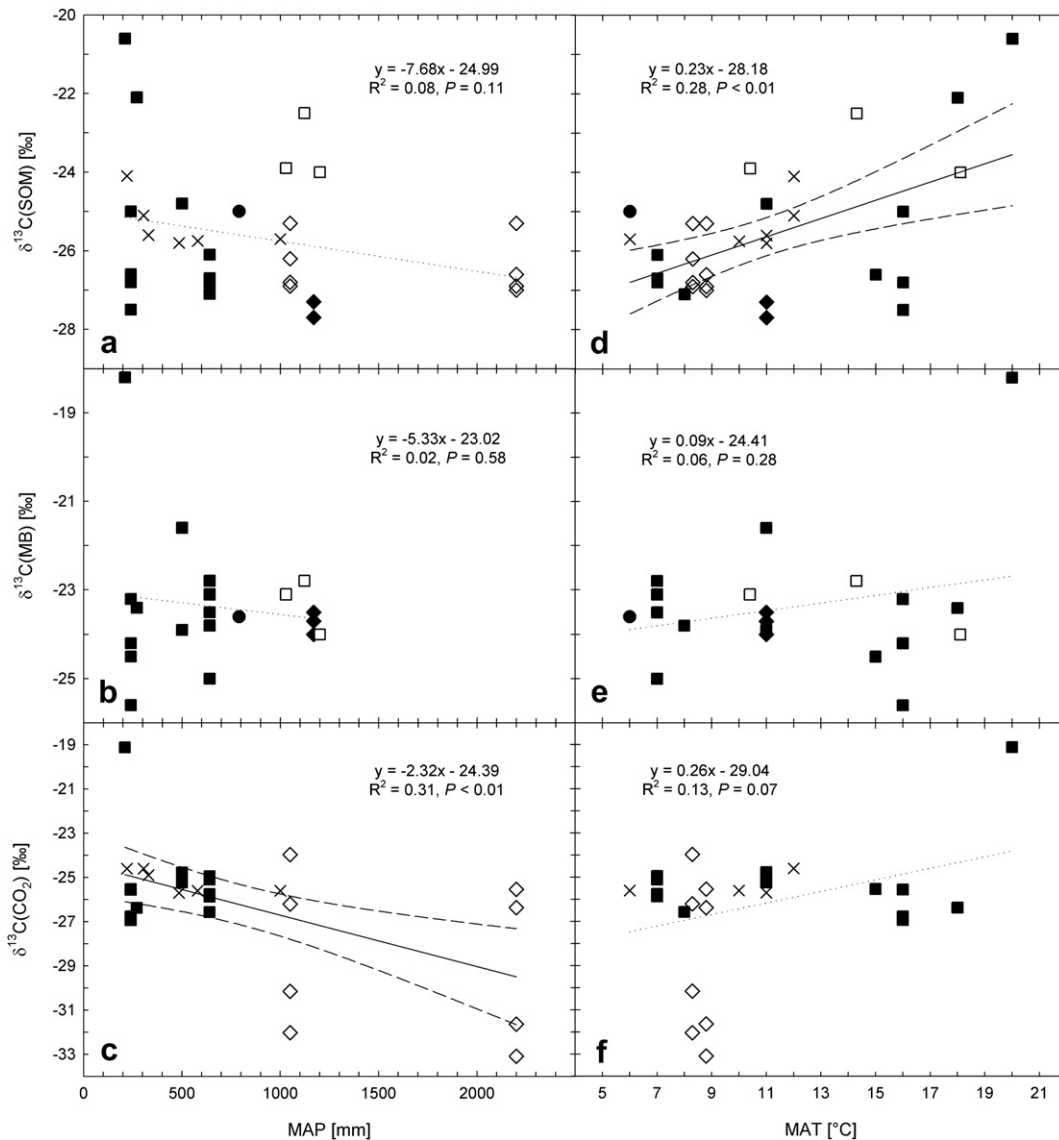 -20
-22
-24
-26
-28
δ¹³C(SOM) [‰]
y = -7.68x - 24.99
R² = 0.08, P = 0.11
a
y = 0.23x - 28.18
R² = 0.28, P < 0.01
d
-19
-21
-23
-25
δ¹³C(MB) [‰]
y = -5.33x - 23.02
R² = 0.02, P = 0.58
b
y = 0.09x - 24.41
R² = 0.06, P = 0.28
e
-19
-21
-23
-25
-27
-29
-31
-33
δ¹³C(CO₂) [‰]
y = -2.32x - 24.39
R² = 0.31, P < 0.01
c
y = 0.26x - 29.04
R² = 0.13, P = 0.07
f
0 500 1000 1500 2000
MAP [mm]
5 7 9 11 13 15 17 19 21
MAT [°C]